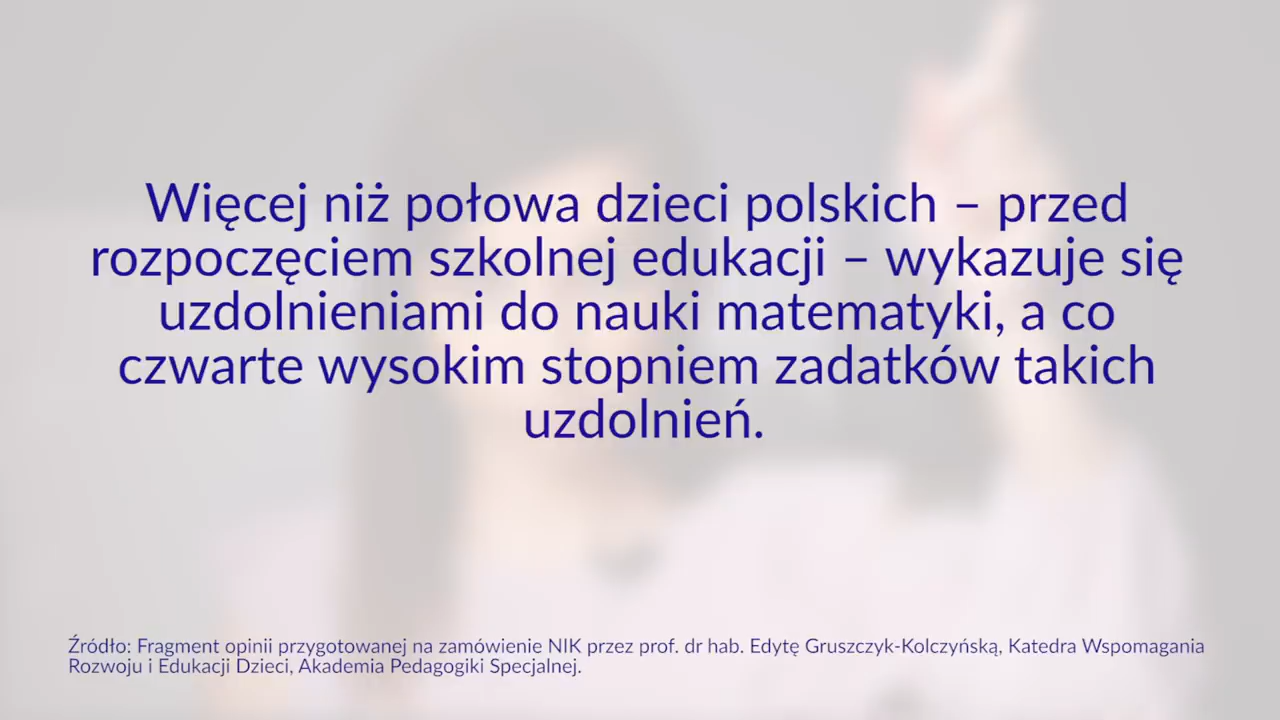 Więcej niż połowa dzieci polskich – przed
rozpoczęciem szkolnej edukacji – wykazuje się
uzdolnieniami do nauki matematyki, a co
czwarte wysokim stopniem zadatków takich
uzdolnień.
Źródło: Fragment opinii przygotowanej na zamówienie NIK przez prof. dr hab. Edytę Gruszczyk-Kolczyńską, Katedra Wspomagania
Rozwoju i Edukacji Dzieci, Akademia Pedagogiki Specjalnej.